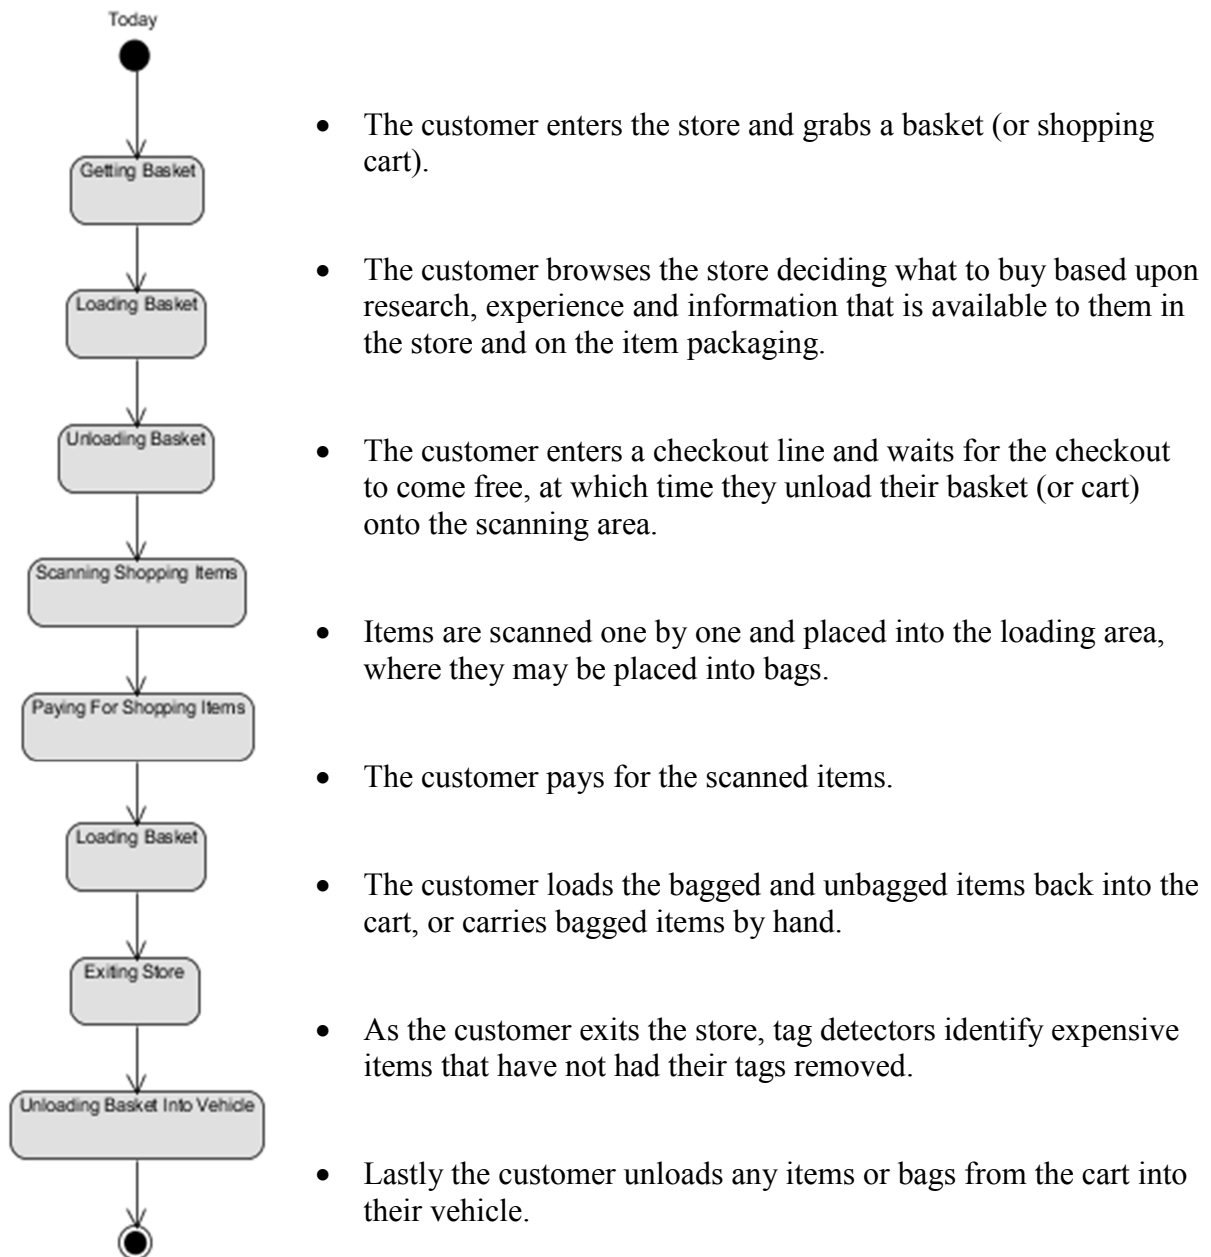 Today
Getting Basket
• The customer enters the store and grabs a basket (or shopping
cart).
Loading Basket
• The customer browses the store deciding what to buy based upon
research, experience and information that is available to them in
the store and on the item packaging.
Unloading Basket
• The customer enters a checkout line and waits for the checkout
to come free, at which time they unload their basket (or cart)
onto the scanning area.
Scanning Shopping Items
• Items are scanned one by one and placed into the loading area,
where they may be placed into bags.
Paying For Shopping Items
• The customer pays for the scanned items.
Loading Basket
• The customer loads the bagged and unbagged items back into the
cart, or carries bagged items by hand.
Exiting Store
• As the customer exits the store, tag detectors identify expensive
items that have not had their tags removed.
Unloading Basket Into Vehicle
• Lastly the customer unloads any items or bags from the cart into
their vehicle.